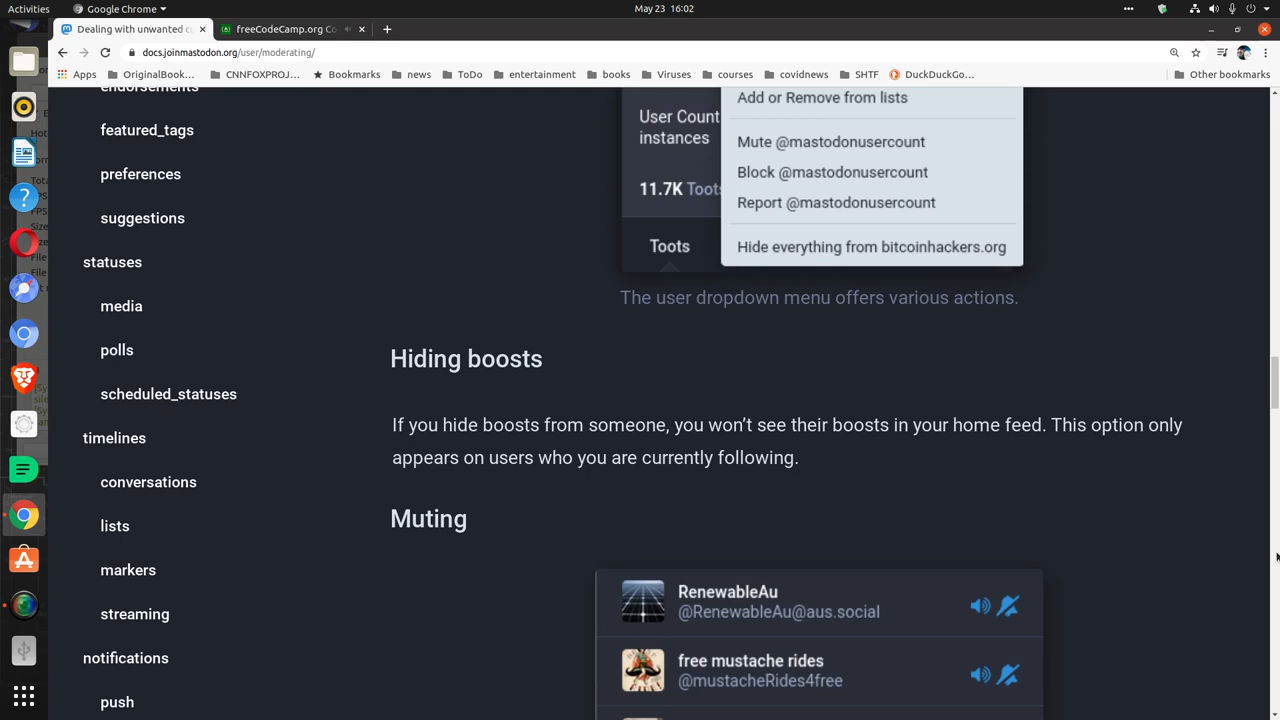 Activities
Google Chrome
May 23 16:02
Dealing with unwanted c
freeCodeCamp.org Co
docs.joinmastodon.org/user/moderating/
Apps
OriginalBook...
CNNFOXPROJ...
Bookmarks
news
ToDo
entertainment
books
Viruses
courses
covidnews
SHTF
DuckDuckGo...
Other bookmarks
endorsements
featured_tags
preferences
suggestions
statuses
media
polls
scheduled_statuses
timelines
conversations
lists
markers
streaming
notifications
push
User Count
instances
11.7K Toots
Toots
Add or Remove from lists
Mute @mastodonusercount
Block @mastodonusercount
Report @mastodonusercount
Hide everything from bitcoinhackers.org
The user dropdown menu offers various actions.
Hiding boosts
If you hide boosts from someone, you won’t see their boosts in your home feed. This option only
appears on users who you are currently following.
Muting
RenewableAu
@RenewableAu@aus.social
free mustache rides
@mustacheRides4free